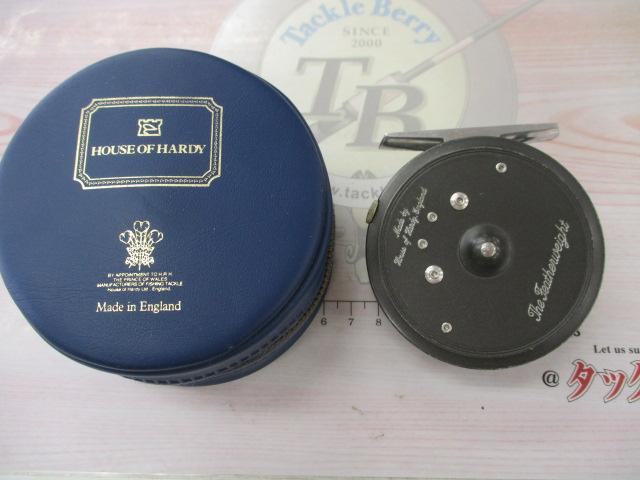 Tackle Berry
SINCE
2000
TB
www.tack
HOUSE OF HARDY
BY APPOINTMENT TO H.R.H.
THE PRINCE OF WALES
MANUFACTURERS OF FISHING TACKLE
House of Hardy Ltd. England.
Made in England
Made by
House of Hardy England
The Featherweight
6 7 8
Let us su
@タック